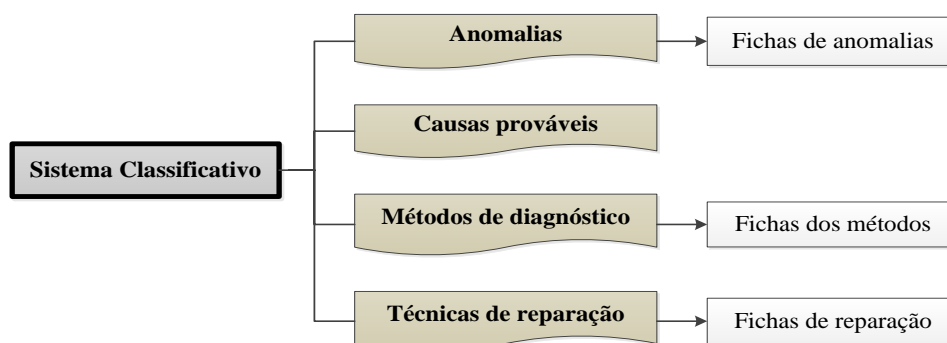 Sistema Classificativo
Anomalias
Fichas de anomalias
Causas prováveis
Métodos de diagnóstico
Fichas dos métodos
Técnicas de reparação
Fichas de reparação